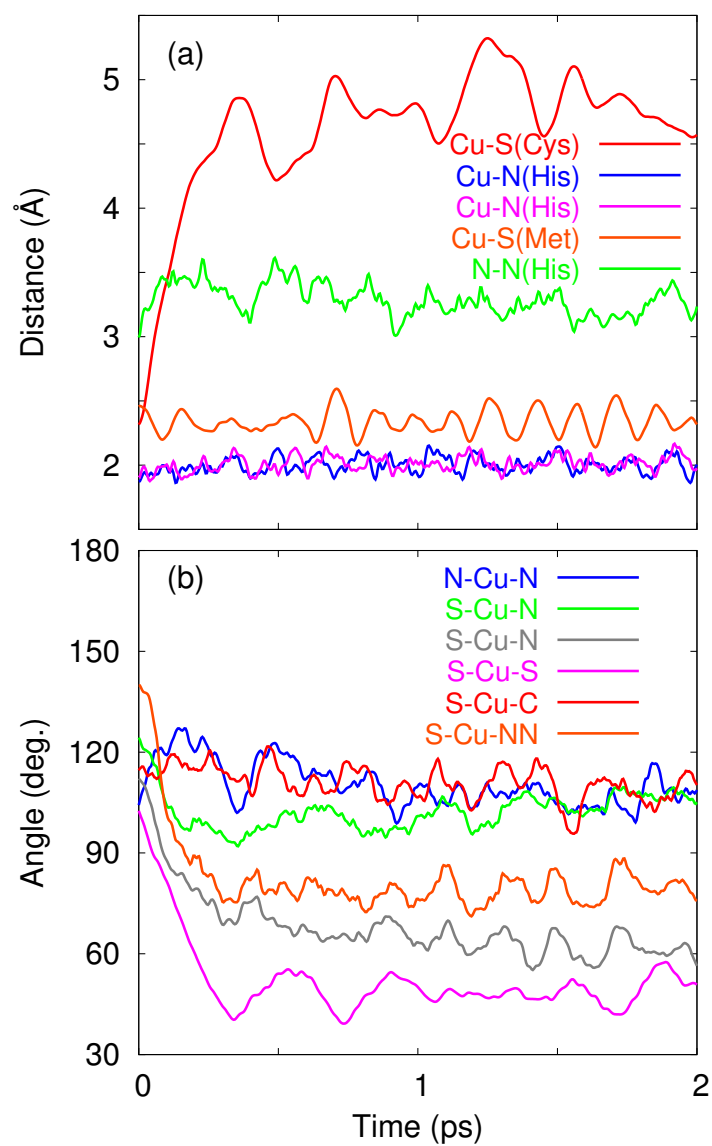 (a)
5
4
3
2
Distance (Å)
Cu-S(Cys)
Cu-N(His)
Cu-N(His)
Cu-S(Met)
N-N(His)
(b)
180
150
120
90
60
30
Angle (deg.)
N-Cu-N
S-Cu-N
S-Cu-N
S-Cu-S
S-Cu-C
S-Cu-NN
0 1 2
Time (ps)